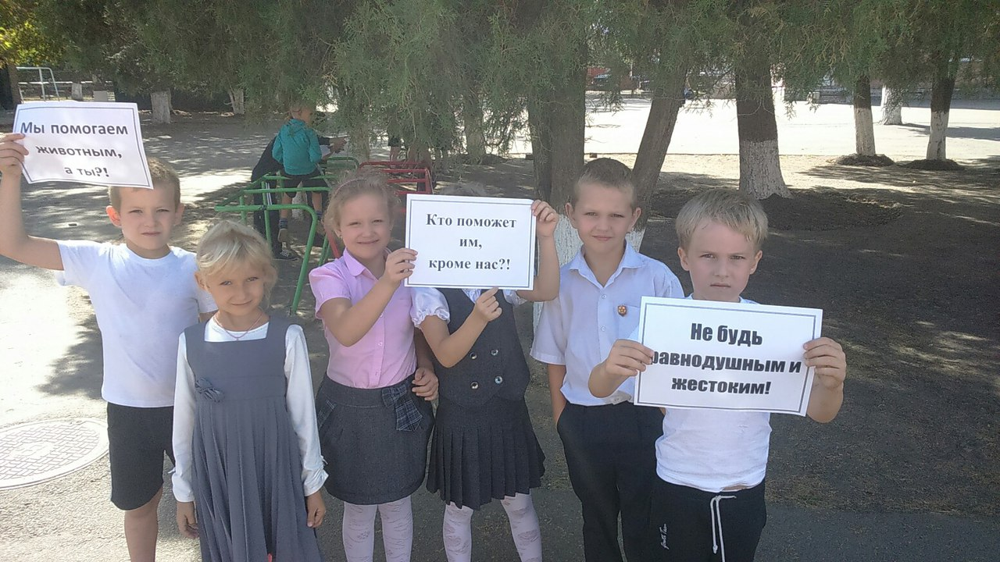 Мы помогаем
животным,
а ты?!
Кто поможет
им,
кроме нас?!
Не будь
равнодушным и
жестоким!